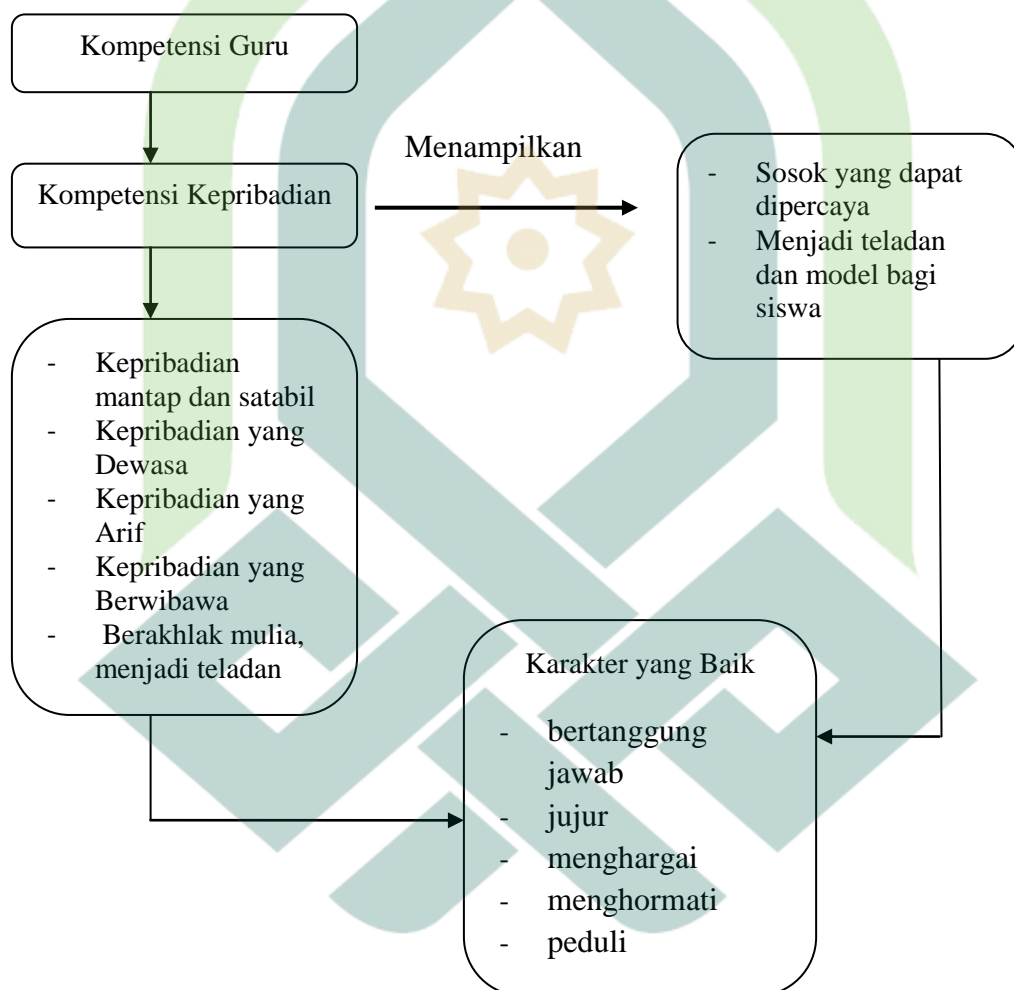 Kompetensi Guru
Kompetensi Kepribadian
Menampilkan
- Sosok yang dapat
dipercaya
- Menjadi teladan
dan model bagi
siswa
- Kepribadian
mantap dan satabil
- Kepribadian yang
Dewasa
- Kepribadian yang
Arif
- Kepribadian yang
Berwibawa
- Berakhlak mulia,
menjadi teladan
Karakter yang Baik
- bertanggung
jawab
- jujur
- menghargai
- menghormati
- peduli